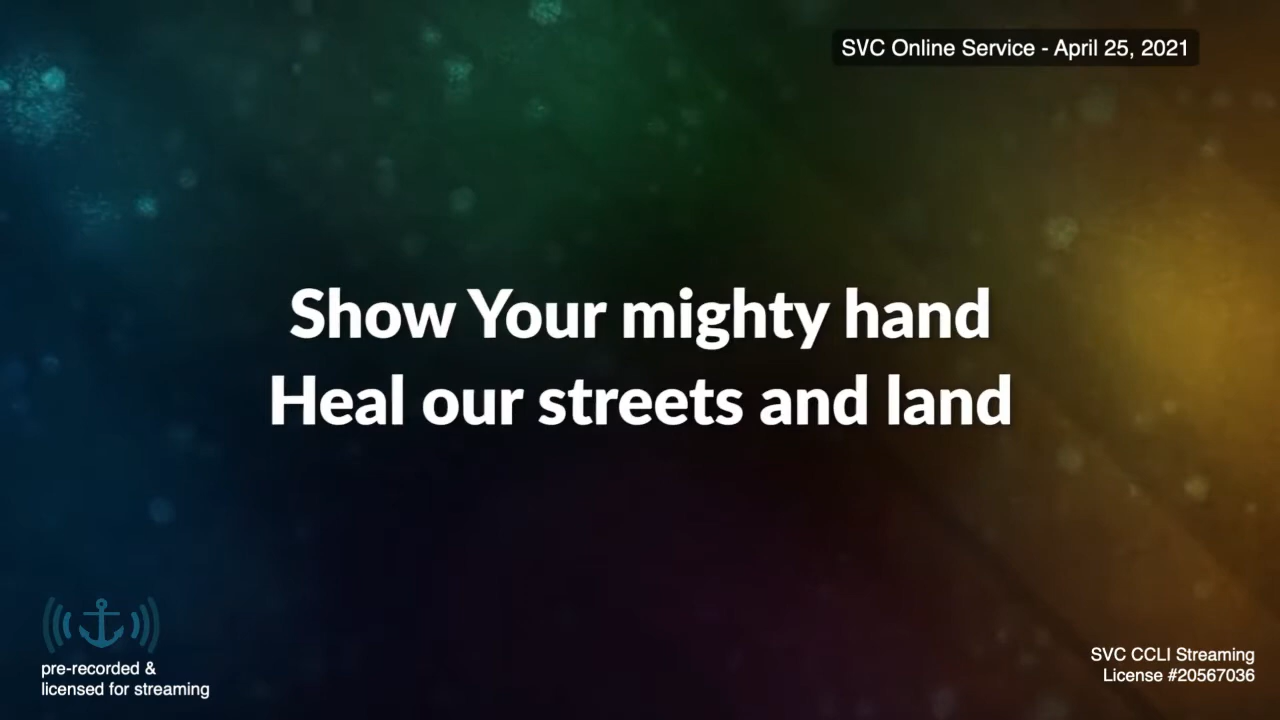 SVC Online Service - April 25, 2021
Show Your mighty hand
Heal our streets and land
pre-recorded &
licensed for streaming
SVC CCLI Streaming
License #20567036